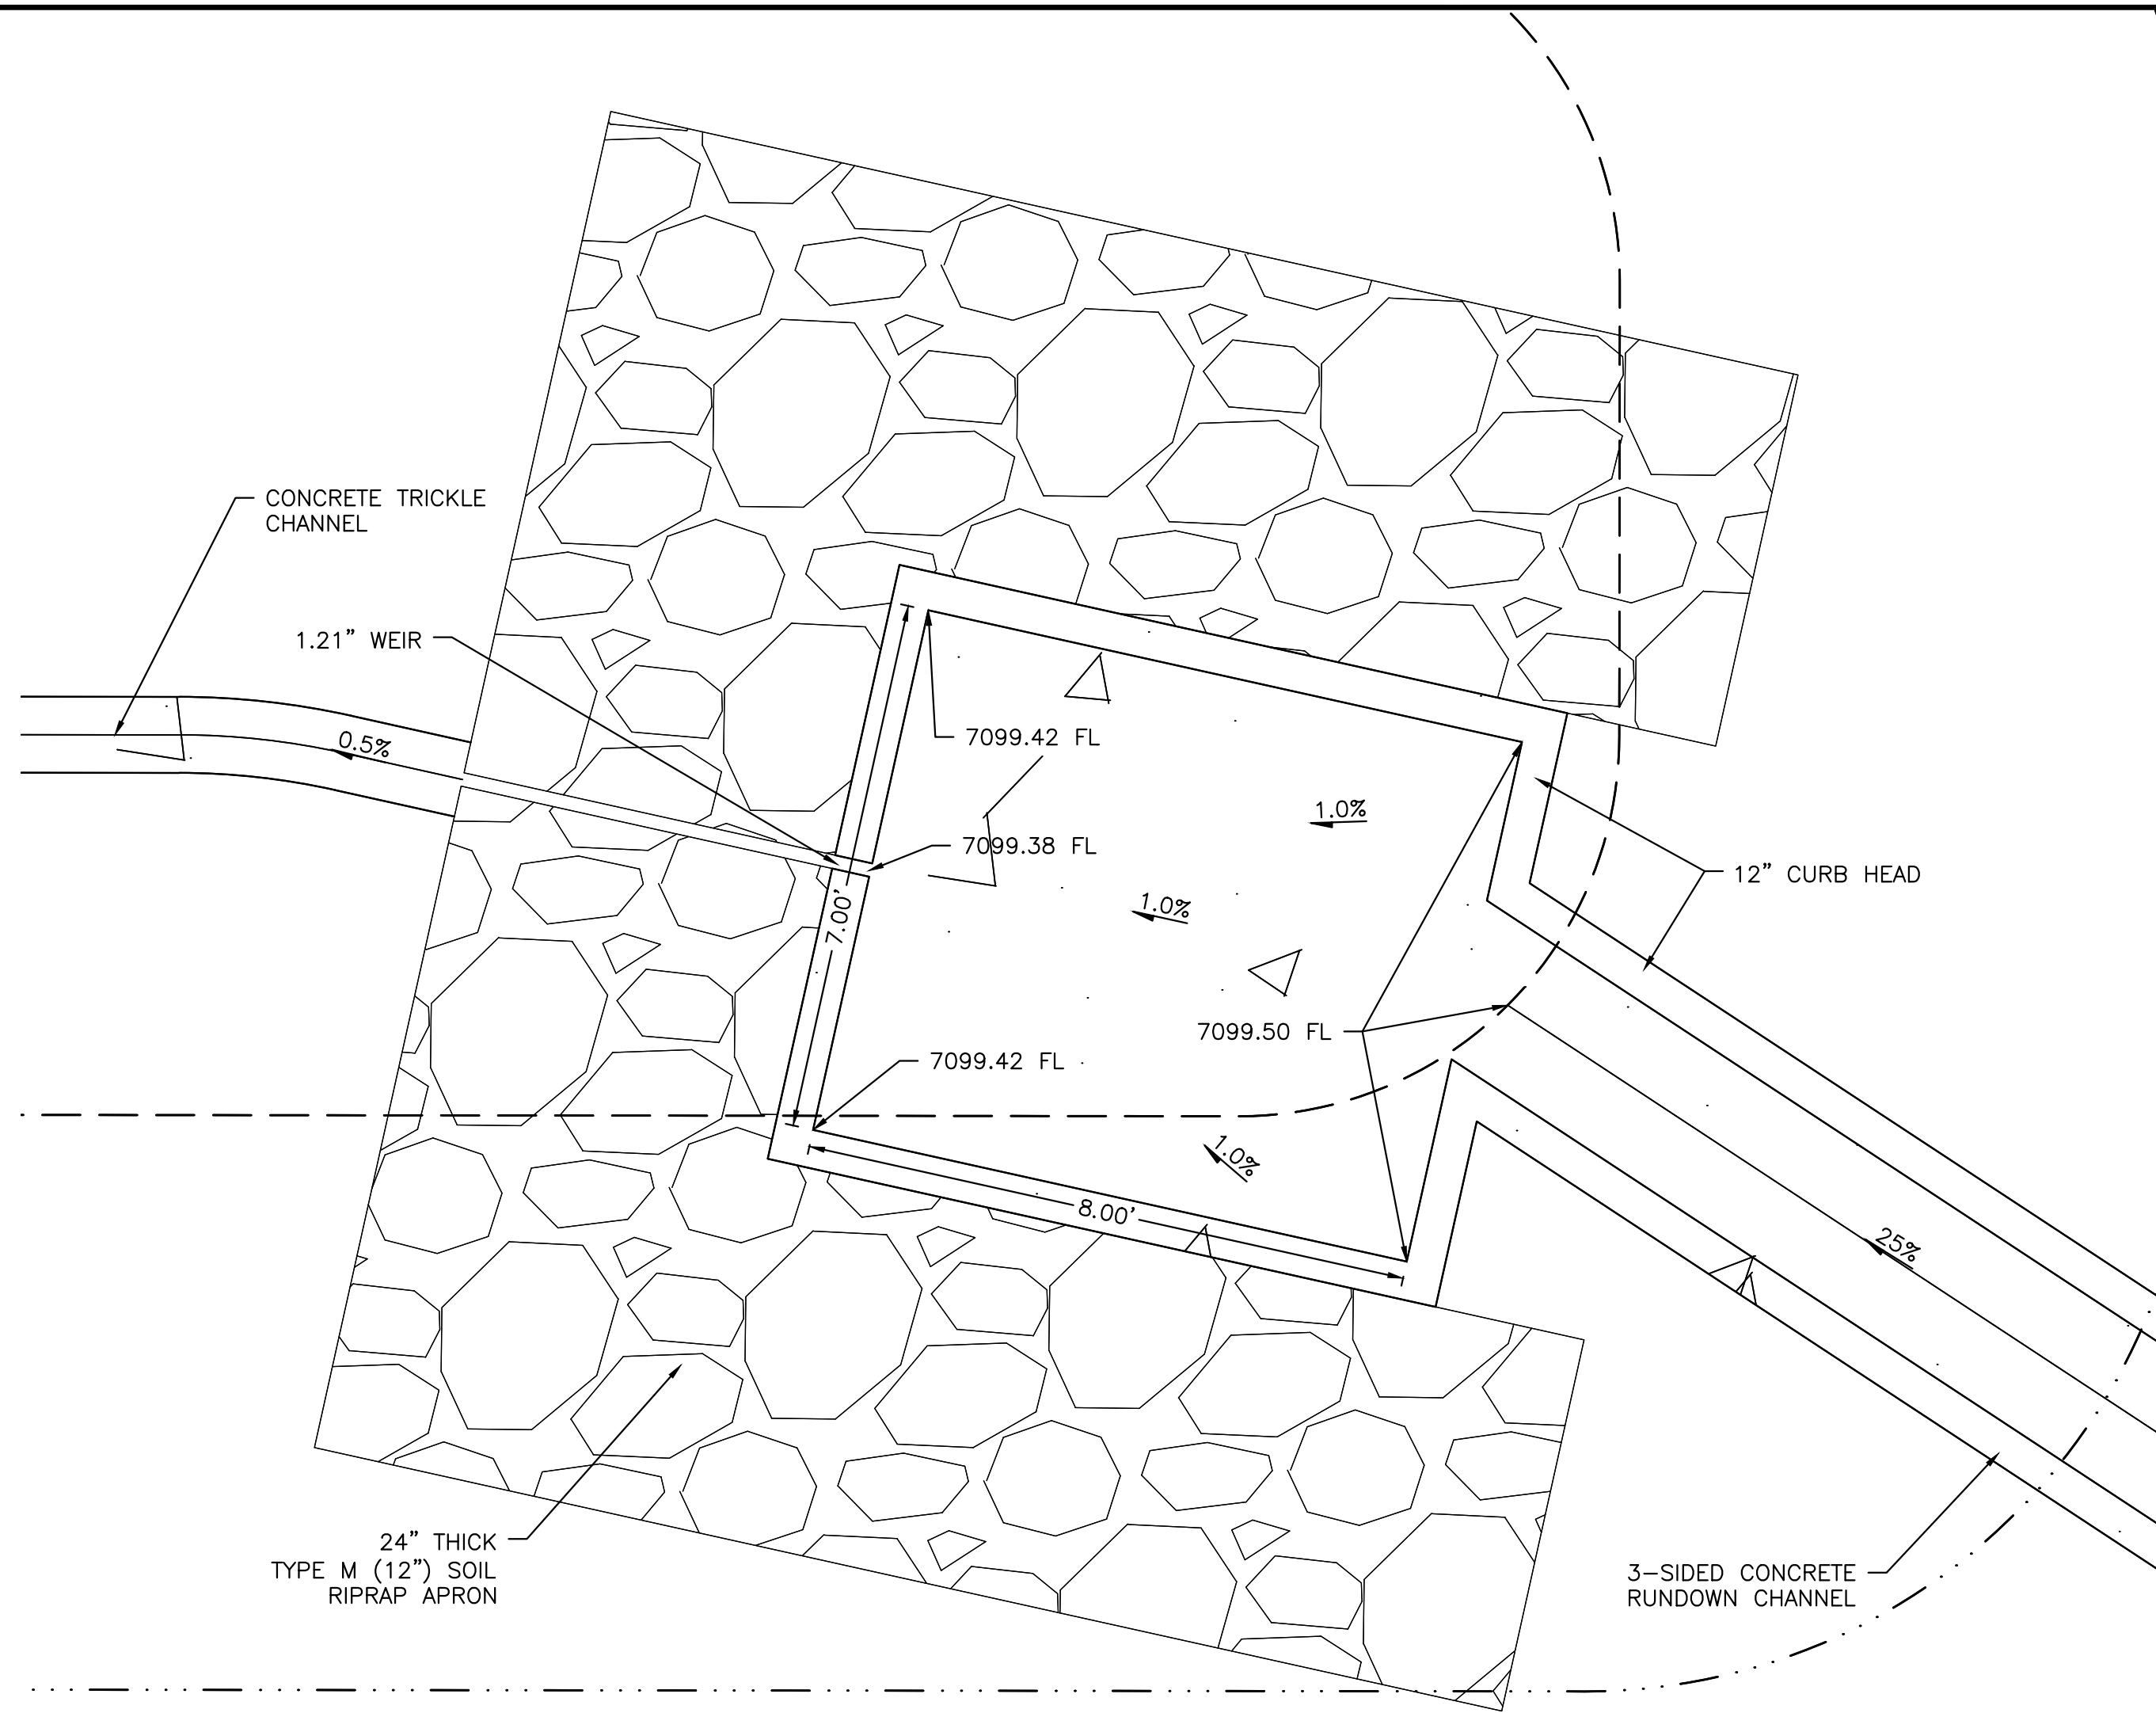 CONCRETE TRICKLE
CHANNEL
1.21" WEIR
0.5%
7099.42 FL
7099.38 FL
1.0%
12" CURB HEAD
1.0%
7.00'
7099.50 FL
7099.42 FL
1.0%
8.00'
25%
24" THICK
TYPE M (12") SOIL
RIPRAP APRON
3-SIDED CONCRETE
RUNDOWN CHANNEL